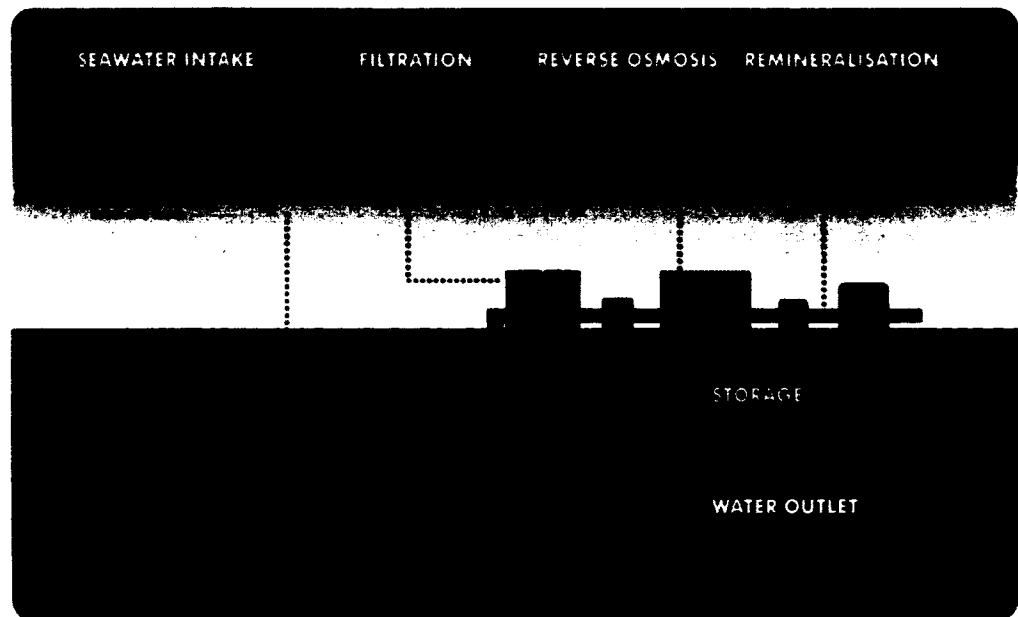 SEAWATER INTAKE
FILTRATION
REVERSE OSMOSIS
REMINERALISATION
STORAGE
WATER OUTLET